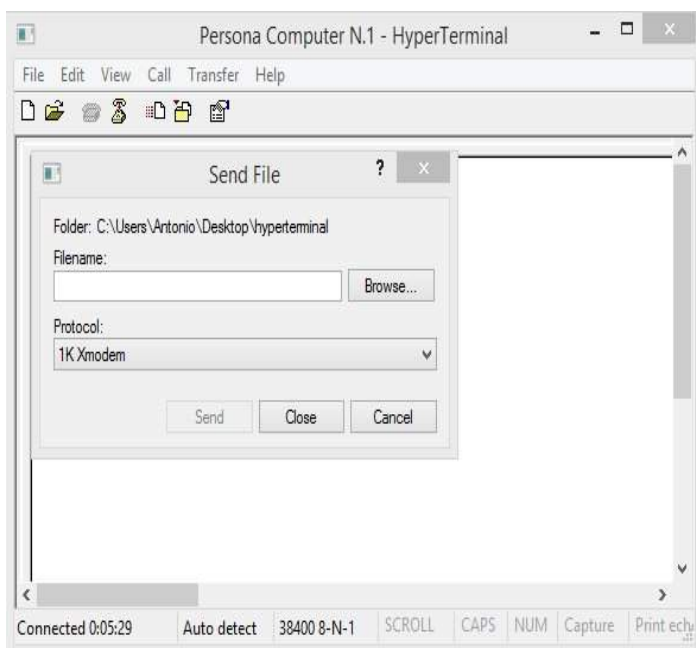 Persona Computer N.1 - HyperTerminal
File Edit View Call Transfer Help
Send File
Folder: C:\Users\Antonio\Desktop\hyperterminal
Filename:
Browse...
Protocol:
1K Xmodem
Send Close Cancel
Connected 0:05:29 Auto detect 38400 8-N-1 SCROLL CAPS NUM Capture Print ech